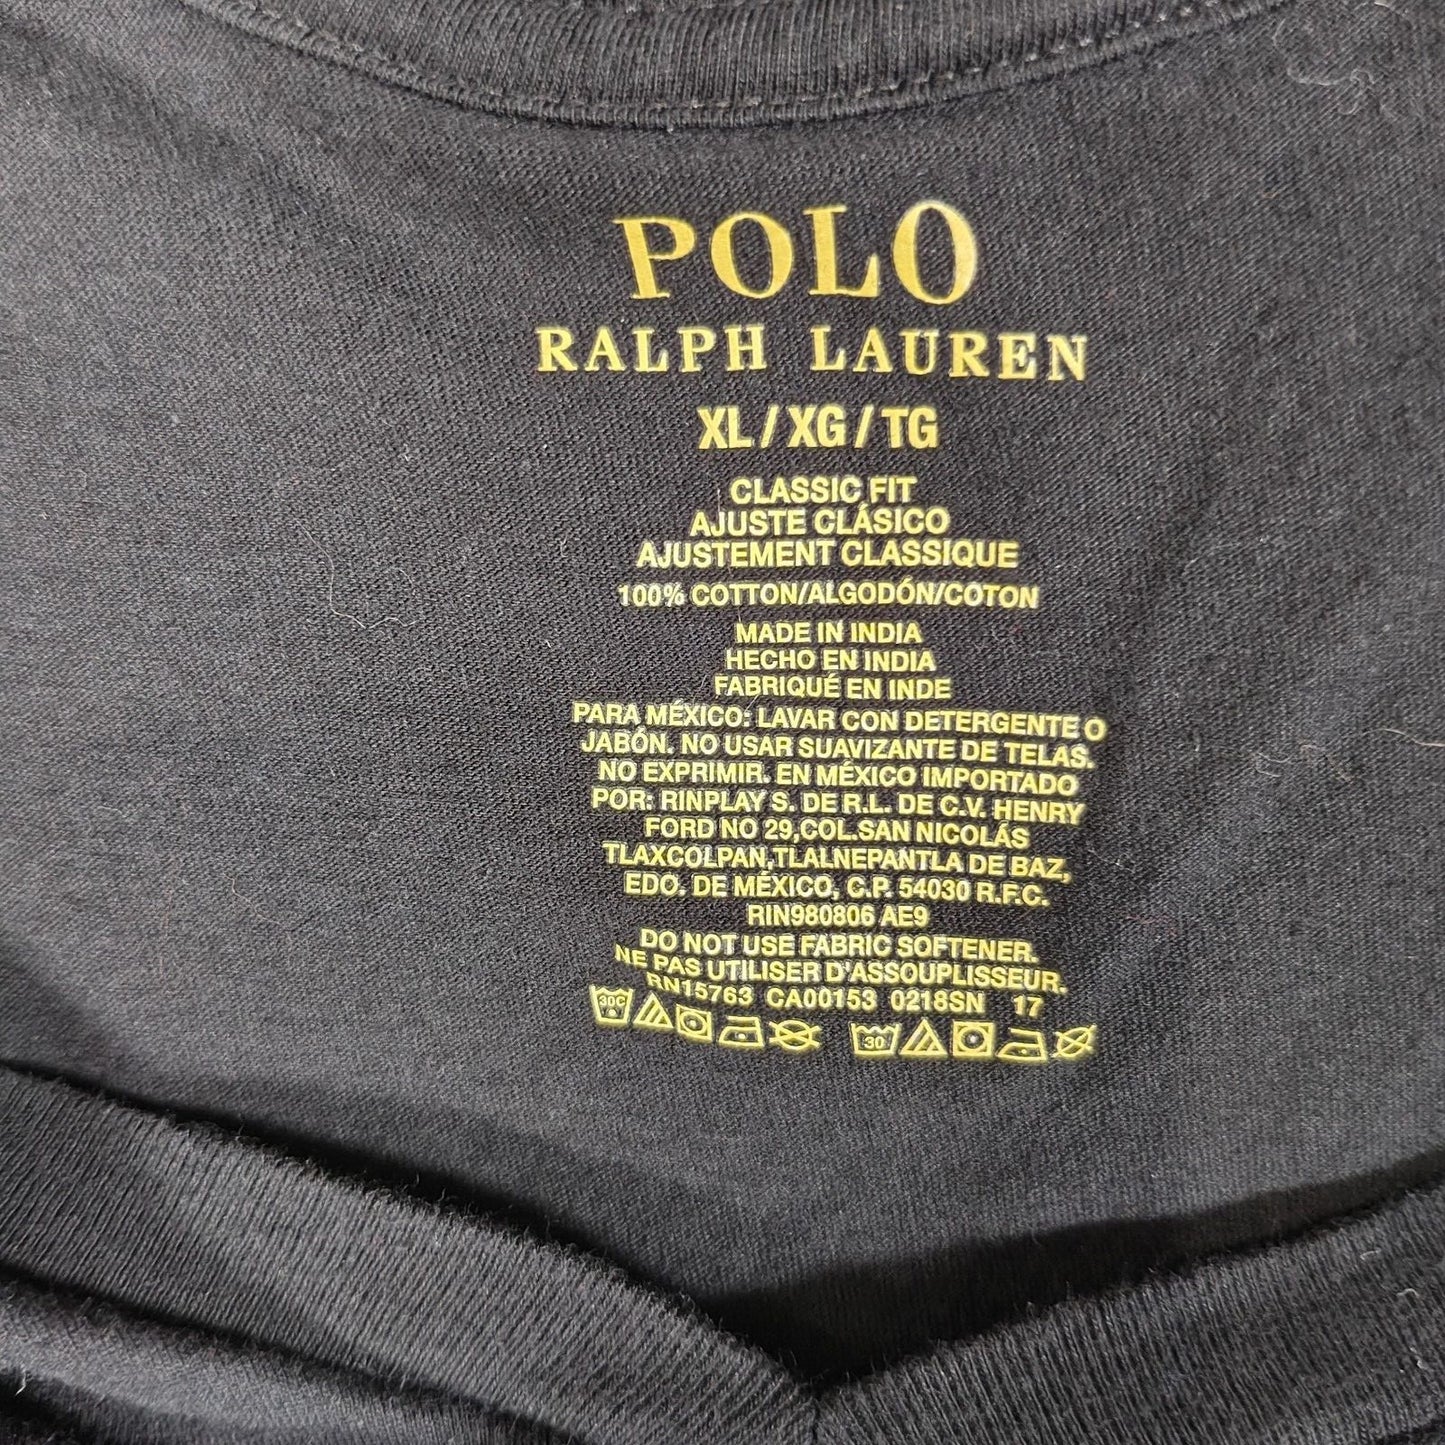 POLO
RALPH LAUREN
XL / XG / TG
CLASSIC FIT
AJUSTE CLÁSICO
AJUSTEMENT CLASSIQUE
100% COTTON/ALGODÓN/COTON
MADE IN INDIA
HECHO EN INDIA
FABRIQUÉ EN INDE
PARA MÉXICO: LAVAR CON DETERGENTE O
JABÓN. NO USAR SUAVIZANTE DE TELAS.
NO EXPRIMIR. EN MÉXICO IMPORTADO
POR: RINPLAY S. DE R.L. DE C.V. HENRY
FORD NO 29,COL.SAN NICOLÁS
TLAXCOLPAN,TLALNEPANTLA DE BAZ,
EDO. DE MÉXICO, C.P. 54030 R.F.C.
RIN980806 AE9
DO NOT USE FABRIC SOFTENER.
NE PAS UTILISER D'ASSOUPLISSEUR.
RN15763 CA00153 0218SN 17
30C 30